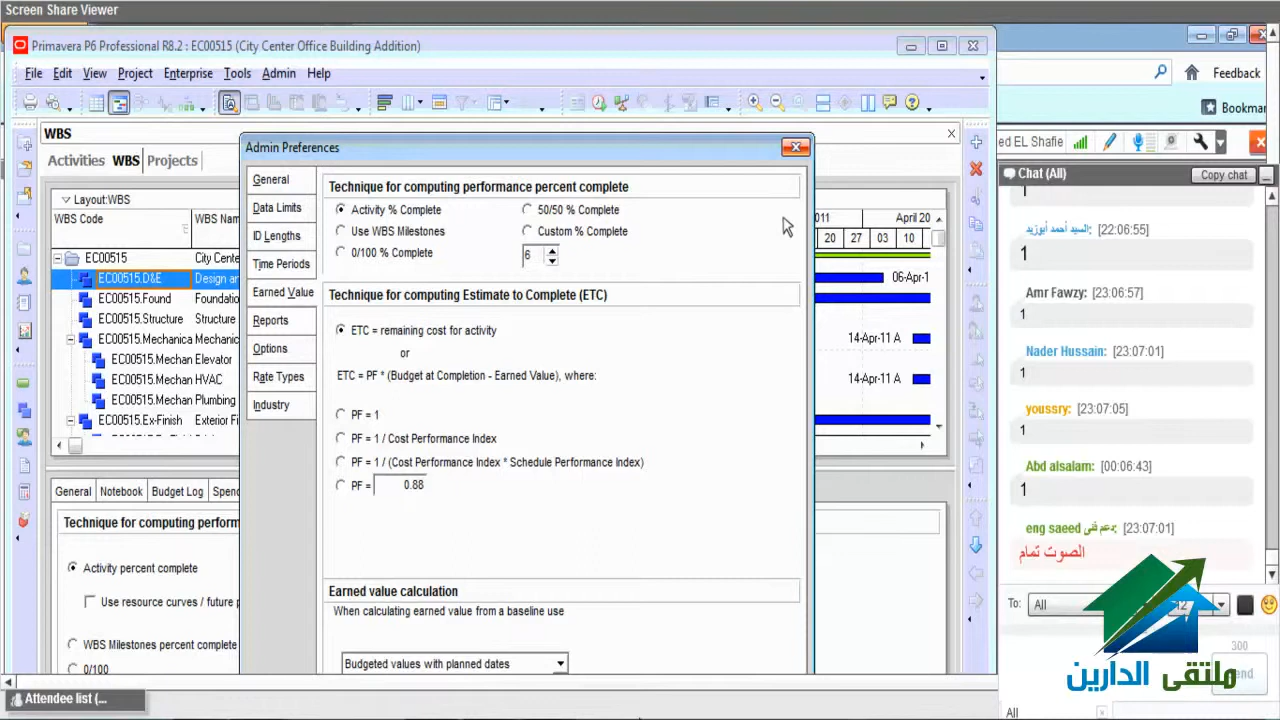 Screen Share Viewer
Primavera P6 Professional R8.2 : EC00515 (City Center Office Building Addition)
File Edit View Project Enterprise Tools Admin Help
Feedback
Bookmar
WBS
Activities WBS Projects
Layout:WBS
WBS Code
WBS Nam
EC00515
City Cente
EC00515.D&E
Design an
EC00515.Found
Foundatio
EC00515.Structure
Structure
EC00515.Mechanica
Mechanic
EC00515.Mechan
Elevator
EC00515.Mechan
HVAC
EC00515.Mechan
Plumbing
EC00515.Ex-Finish
Exterior Fi
General
Notebook
Budget Log
Spend
Technique for computing perform
Activity percent complete
Use resource curves / future p
WBS Milestones percent complete
0/100
Admin Preferences
General
Data Limits
ID Lengths
Time Periods
Earned Value
Reports
Options
Rate Types
Industry
Technique for computing performance percent complete
Activity % Complete
50/50 % Complete
Use WBS Milestones
Custom % Complete
0/100 % Complete
6
Technique for computing Estimate to Complete (ETC)
ETC = remaining cost for activity
or
ETC = PF * (Budget at Completion - Earned Value), where:
PF = 1
PF = 1 / Cost Performance Index
PF = 1 / (Cost Performance Index * Schedule Performance Index)
PF = 0.88
Earned value calculation
When calculating earned value from a baseline use
Budgeted values with planned dates
011
April 20
20 27 03 10
06-Apr-1
14-Apr-11 A
14-Apr-11 A
ed EL Shafie
Chat (All)
Copy chat
1
السيد أحمد أبوزيد: [22:06:55]
1
Amr Fawzy: [23:06:57]
1
Nader Hussain: [23:07:01]
1
youssry: [23:07:05]
1
Abd alsalam: [00:06:43]
1
eng saeed دعم فنى: [23:07:01]
الصوت تمام
To: All
12
300
end
ملتقى الدارين
All
Attendee list (...